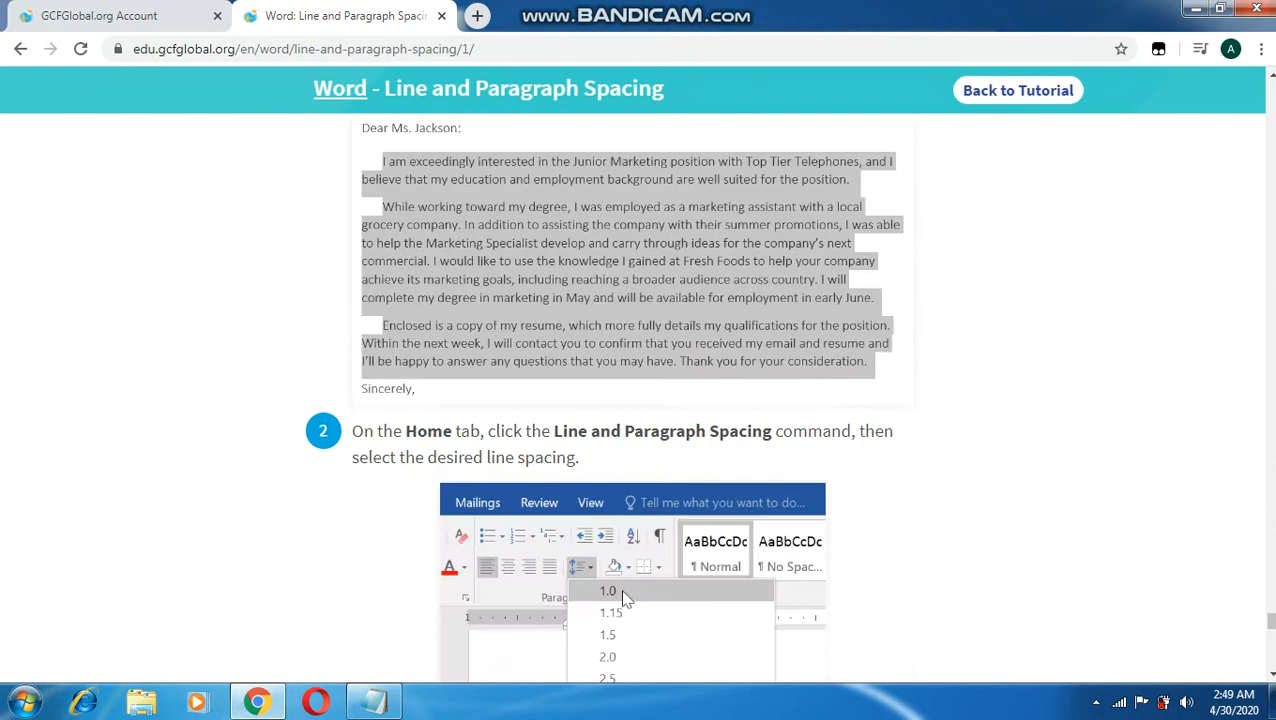 GCFGlobal.org Account
Word: Line and Paragraph Spacin
www.BANDICAM.com
edu.gcfglobal.org/en/word/line-and-paragraph-spacing/1/
A
Word - Line and Paragraph Spacing
Back to Tutorial
Dear Ms. Jackson:
I am exceedingly interested in the Junior Marketing position with Top Tier Telephones, and I
believe that my education and employment background are well suited for the position.
While working toward my degree, I was employed as a marketing assistant with a local
grocery company. In addition to assisting the company with their summer promotions, I was able
to help the Marketing Specialist develop and carry through ideas for the company's next
commercial. I would like to use the knowledge I gained at Fresh Foods to help your company
achieve its marketing goals, including reaching a broader audience across country. I will
complete my degree in marketing in May and will be available for employment in early June.
Enclosed is a copy of my resume, which more fully details my qualifications for the position.
Within the next week, I will contact you to confirm that you received my email and resume and
I'll be happy to answer any questions that you may have. Thank you for your consideration.
Sincerely,
2
On the Home tab, click the Line and Paragraph Spacing command, then
select the desired line spacing.
Mailings Review View Tell me what you want to do...
AaBbCcDc AaBbCcDc
¶ Normal ¶ No Spac...
Parag
1.0
1.15
1.5
2.0
2.5
2:49 AM
4/30/2020